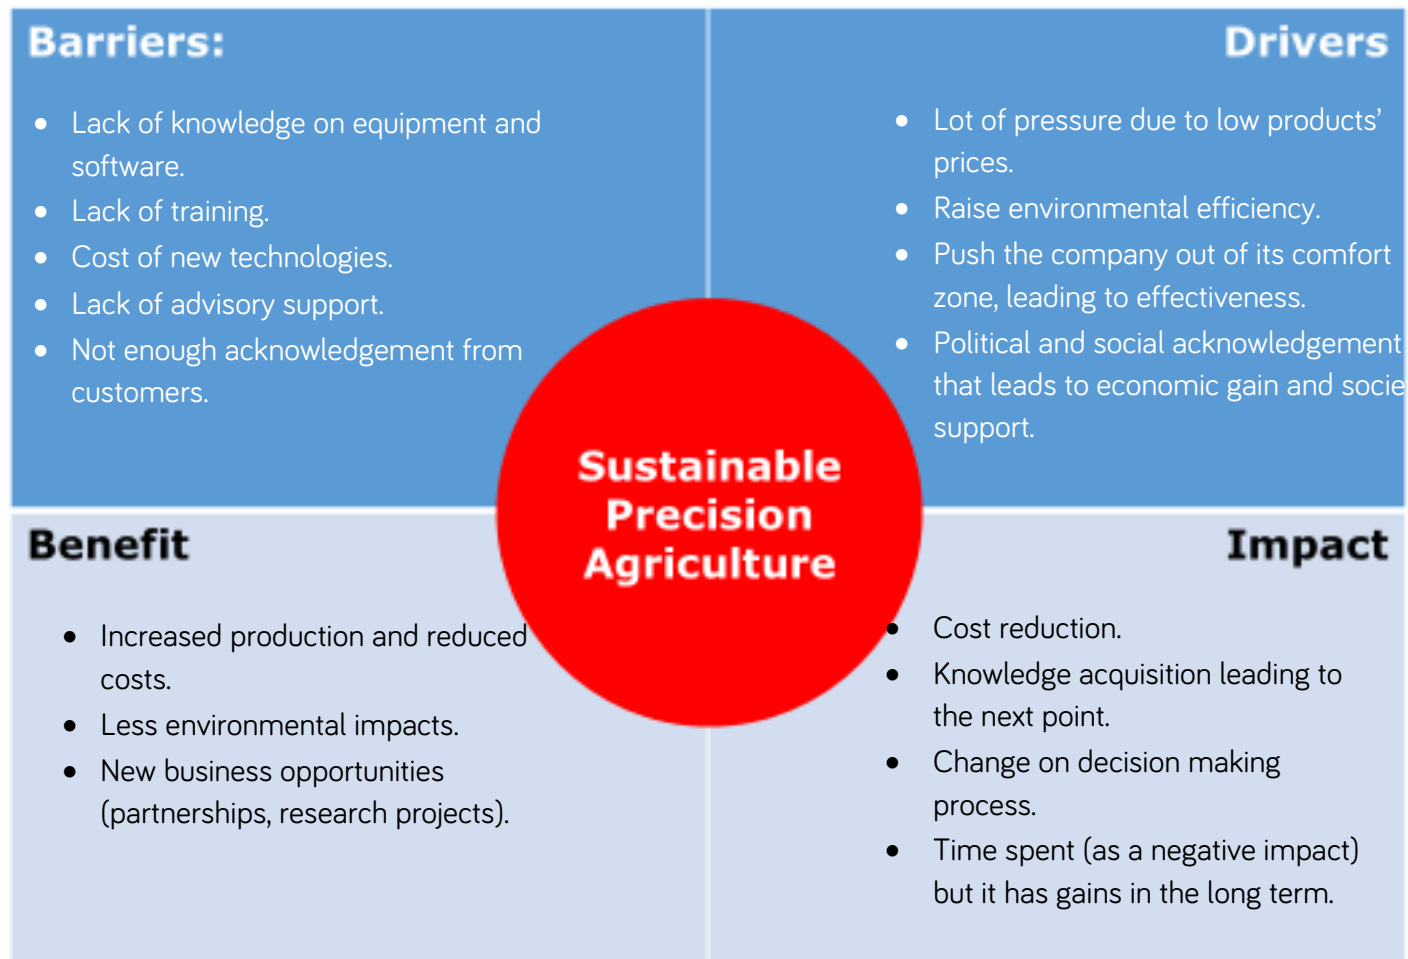 Barriers:
• Lack of knowledge on equipment and
software.
• Lack of training.
• Cost of new technologies.
• Lack of advisory support.
• Not enough acknowledgement from
customers.
Drivers
• Lot of pressure due to low products’
prices.
• Raise environmental efficiency.
• Push the company out of its comfort
zone, leading to effectiveness.
• Political and social acknowledgement
that leads to economic gain and socie
support.
Sustainable
Precision
Agriculture
Benefit
• Increased production and reduced
costs.
• Less environmental impacts.
• New business opportunities
(partnerships, research projects).
Impact
• Cost reduction.
• Knowledge acquisition leading to
the next point.
• Change on decision making
process.
• Time spent (as a negative impact)
but it has gains in the long term.